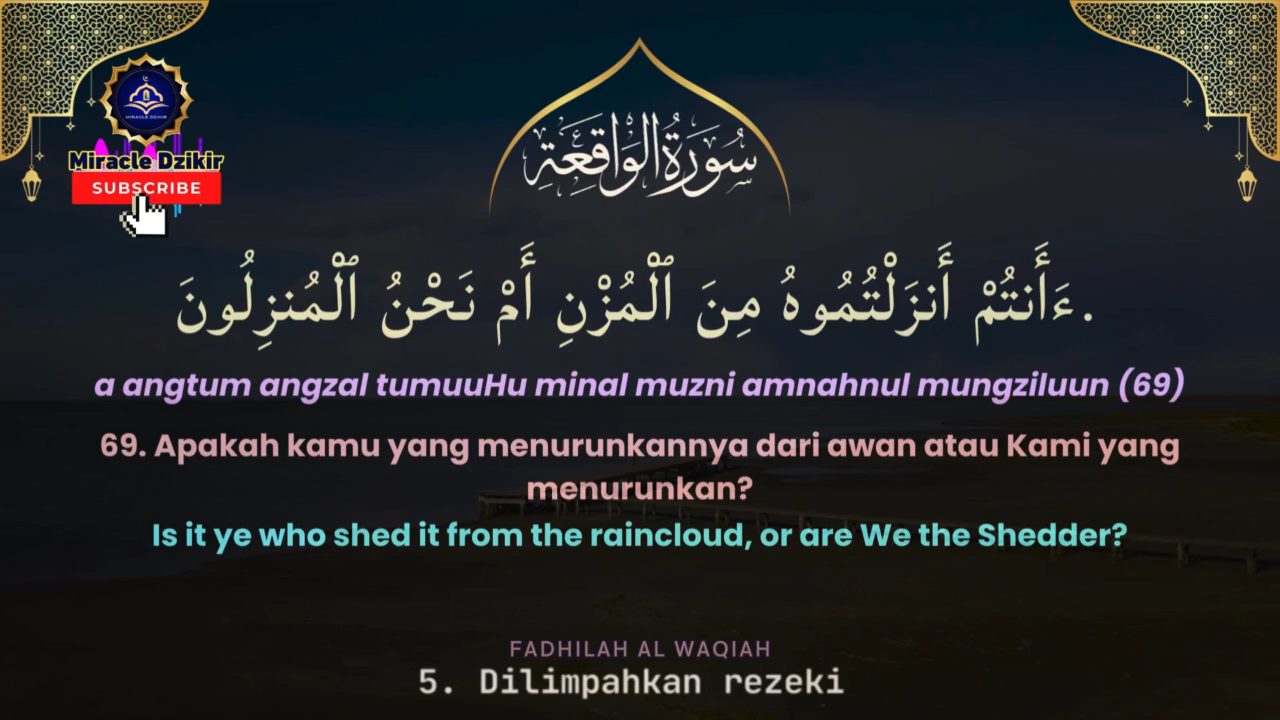 MIRACLE DZIKIR
Miracle Dzikir
SUBSCRIBE
سُوَرَةُ الوَاقِعَةِ
ءَأَنتُمْ أَنزَلْتُمُوهُ مِنَ ٱلْمُزْنِ أَمْ نَحْنُ ٱلْمُنزِلُونَ.
a angtum angzal tumuuHu minal muzni amnahnul mungziluun (69)
69. Apakah kamu yang menurunkannya dari awan atau Kami yang
menurunkan?
Is it ye who shed it from the raincloud, or are We the Shedder?
FADHILAH AL WAQIAH
5. Dilimpahkan rezeki